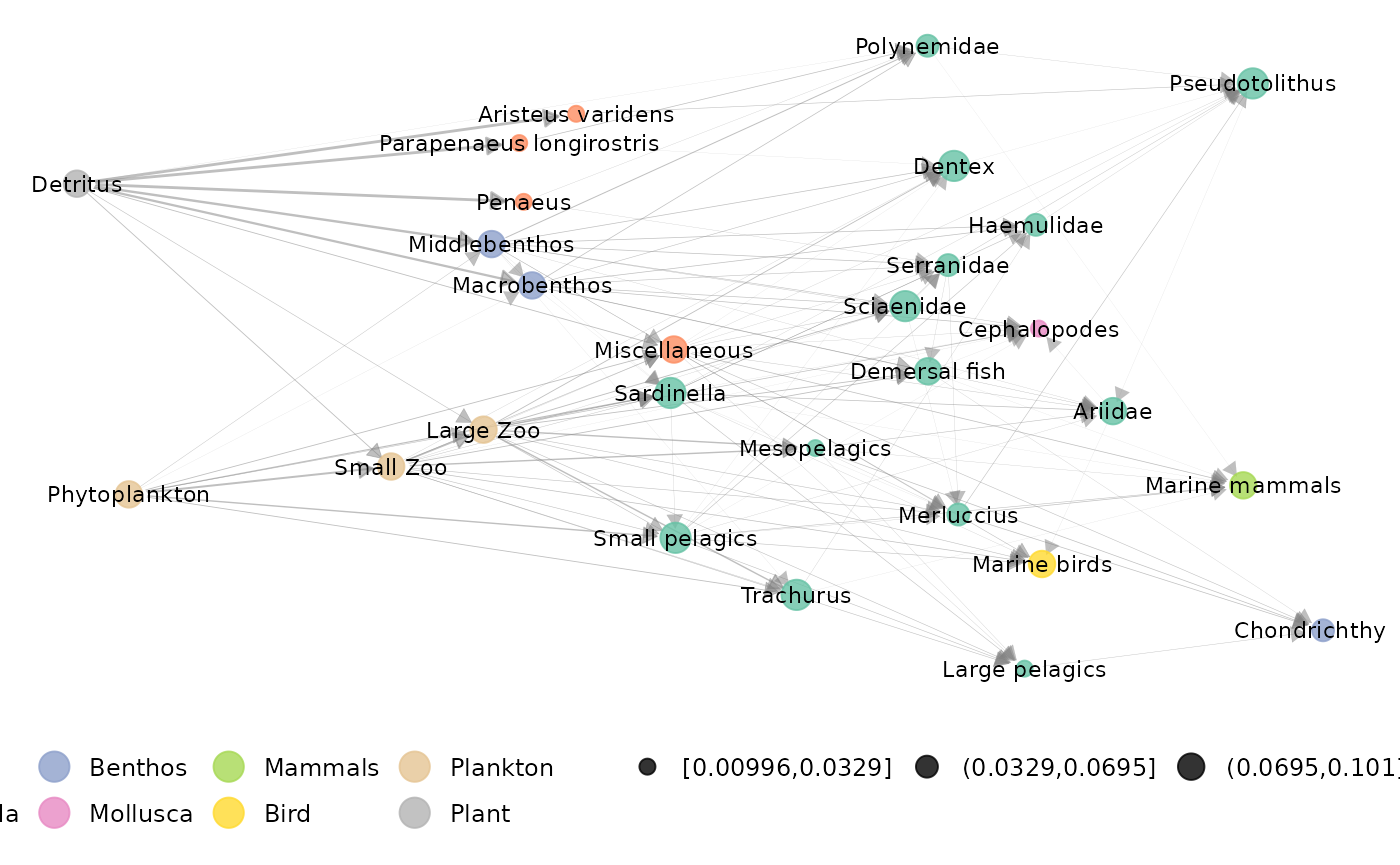 Polynemidae
Pseudotolithus
Aristeus varidens
Parapenaeus longirostris
Dentex
Detritus
Penaeus
Haemulidae
Middlebenthos
Serranidae
Macrobenthos
Sciaenidae
Cephalopodes
Miscellaneous
Demersal fish
Sardinella
Ariidae
Large Zoo
Mesopelagics
Small Zoo
Marine mammals
Phytoplankton
Merluccius
Small pelagics
Marine birds
Trachurus
Chondrichthy
Large pelagics
Benthos Mammals Plankton [0.00996,0.0329] (0.0329,0.0695] (0.0695,0.101]
da Mollusca Bird Plant